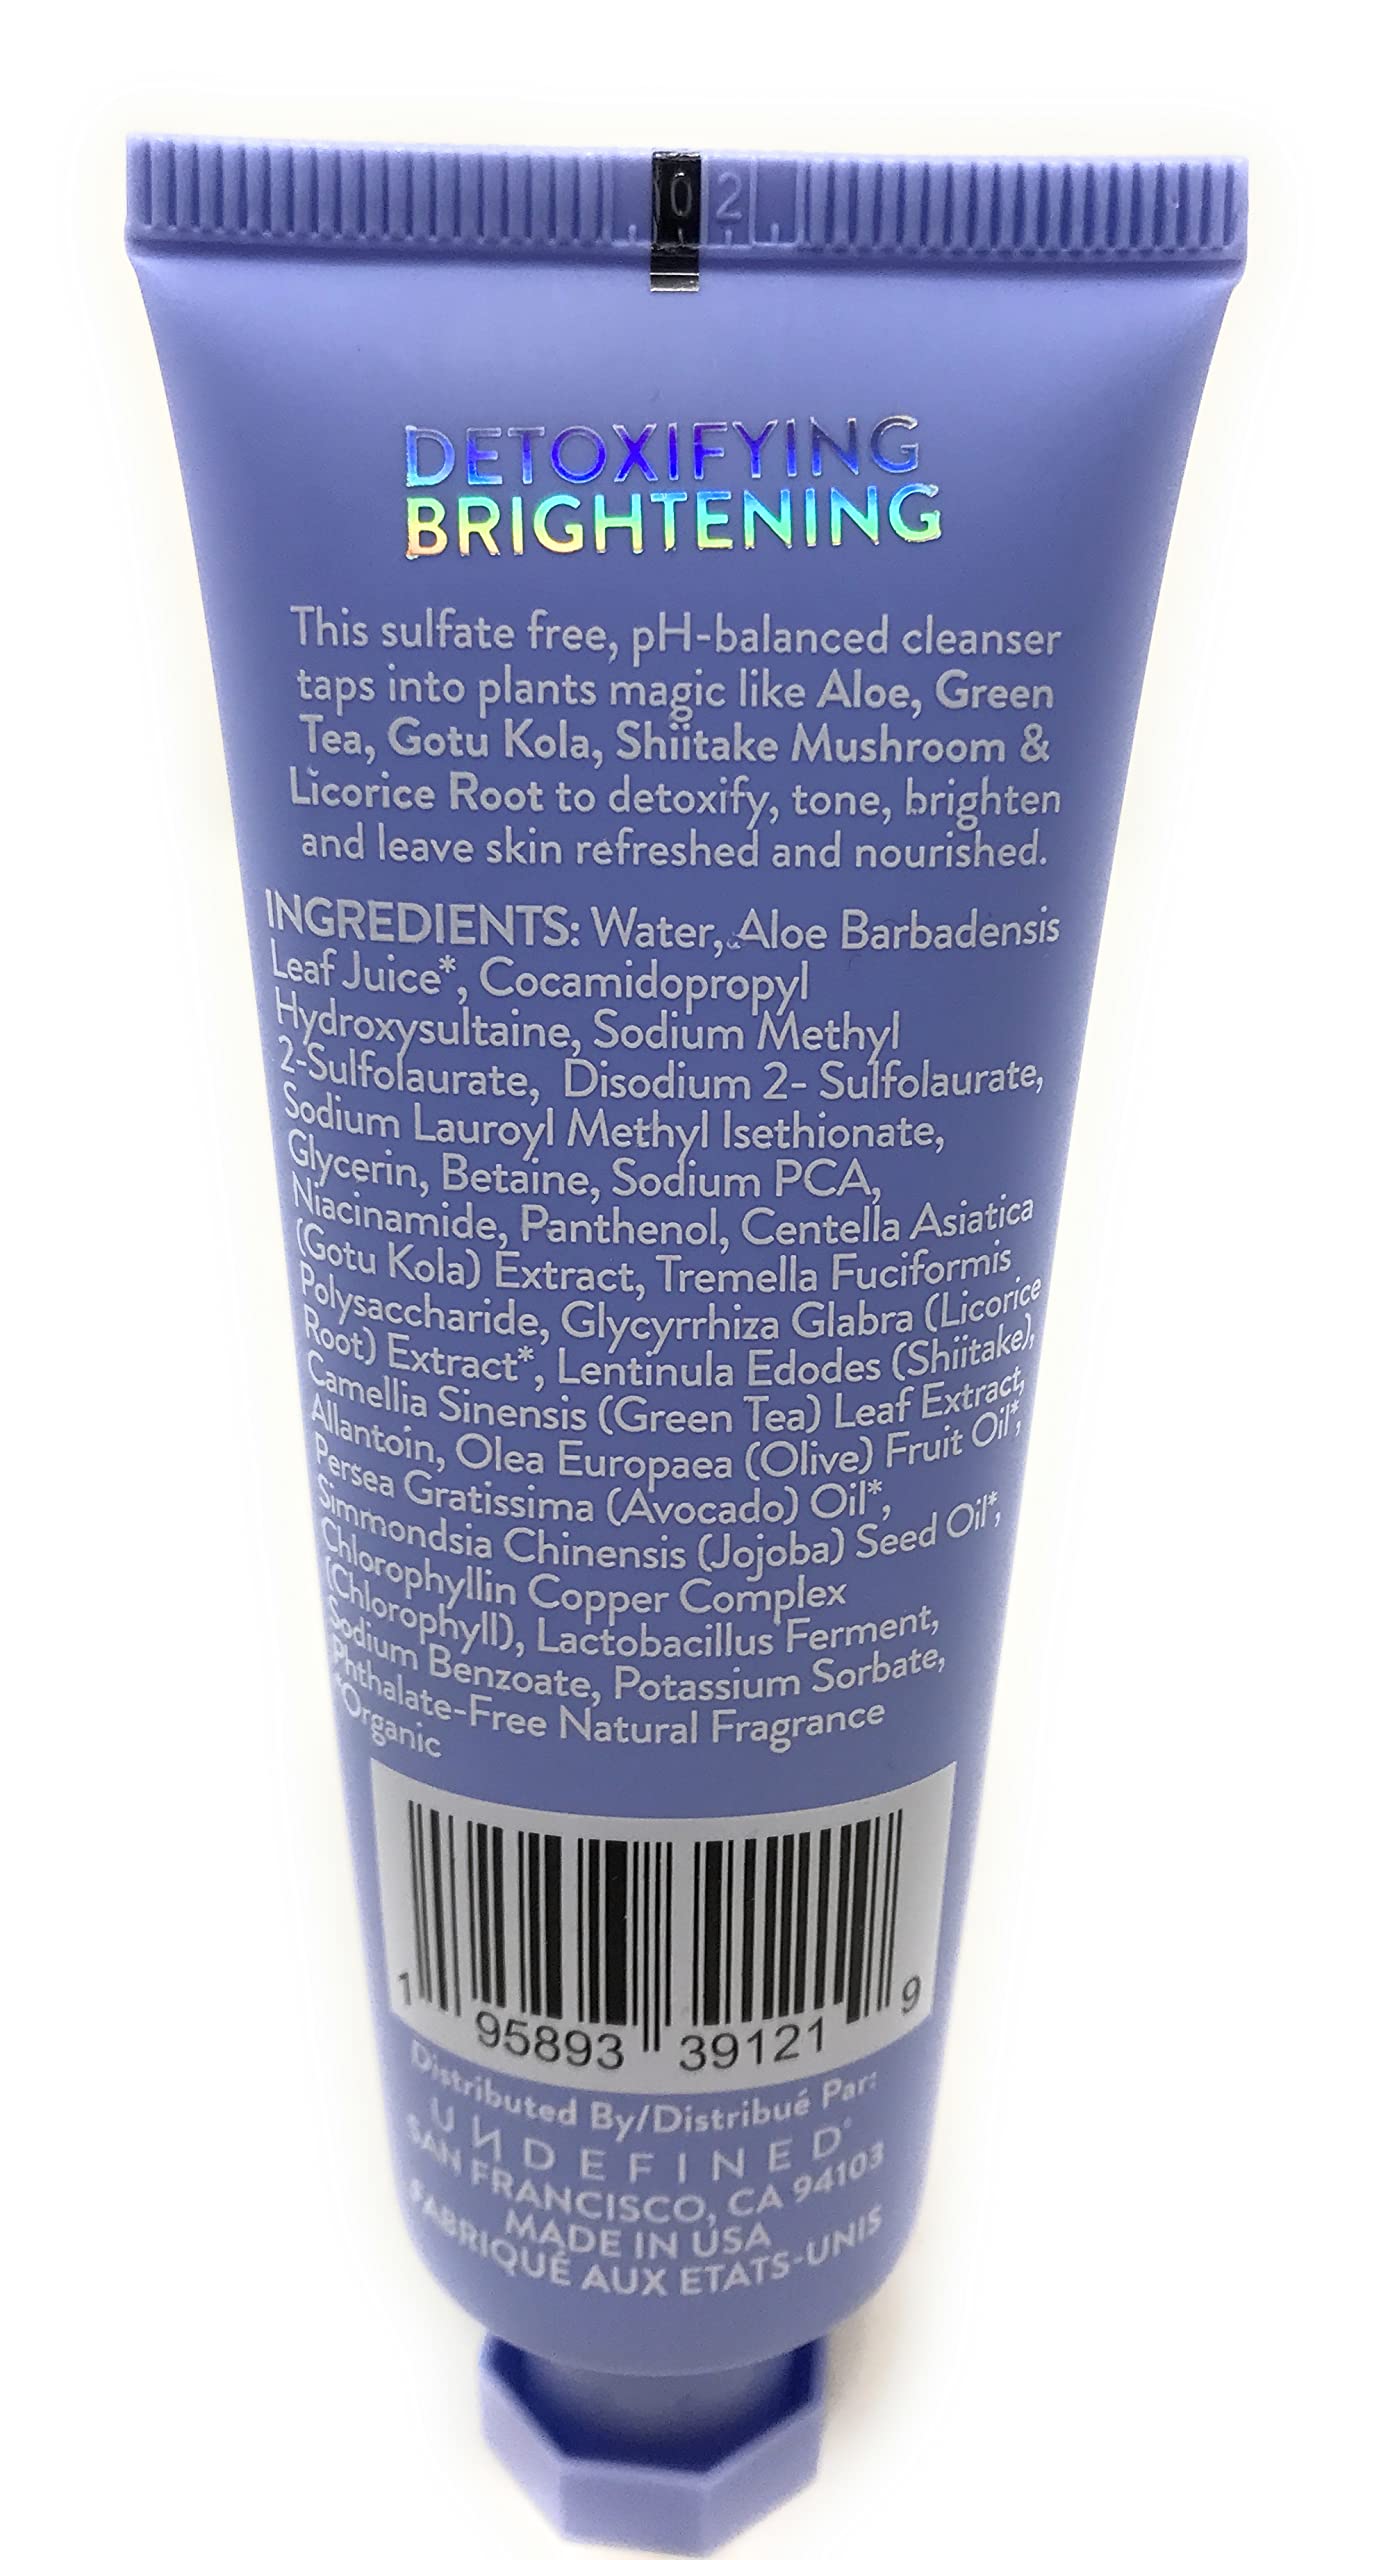 02
DETOXIFYING
BRIGHTENING
This sulfate free, pH-balanced cleanser
taps into plants magic like Aloe, Green
Tea, Gotu Kola, Shiitake Mushroom &
Licorice Root to detoxify, tone, brighten
and leave skin refreshed and nourished.
INGREDIENTS: Water, Aloe Barbadensis
Leaf Juice*, Cocamidopropyl
Hydroxysultaine, Sodium Methyl
2-Sulfolaurate, Disodium 2- Sulfolaurate,
Sodium Lauroyl Methyl Isethionate,
Glycerin, Betaine, Sodium PCA,
Niacinamide, Panthenol, Centella Asiatica
(Gotu Kola) Extract, Tremella Fuciformis
Polysaccharide, Glycyrrhiza Glabra (Licorice
Root) Extract*, Lentinula Edodes (Shiitake),
Camellia Sinensis (Green Tea) Leaf Extract,
Allantoin, Olea Europaea (Olive) Fruit Oil*,
Persea Gratissima (Avocado) Oil*,
Simmondsia Chinensis (Jojoba) Seed Oil*,
Chlorophyllin Copper Complex
(Chlorophyll), Lactobacillus Ferment,
Sodium Benzoate, Potassium Sorbate,
Phthalate-Free Natural Fragrance
*Organic
1 95893 39121 9
Distributed By/Distribué Par:
UNDEFINED
SAN FRANCISCO, CA 94103
MADE IN USA
FABRIQUÉ AUX ETATS-UNIS